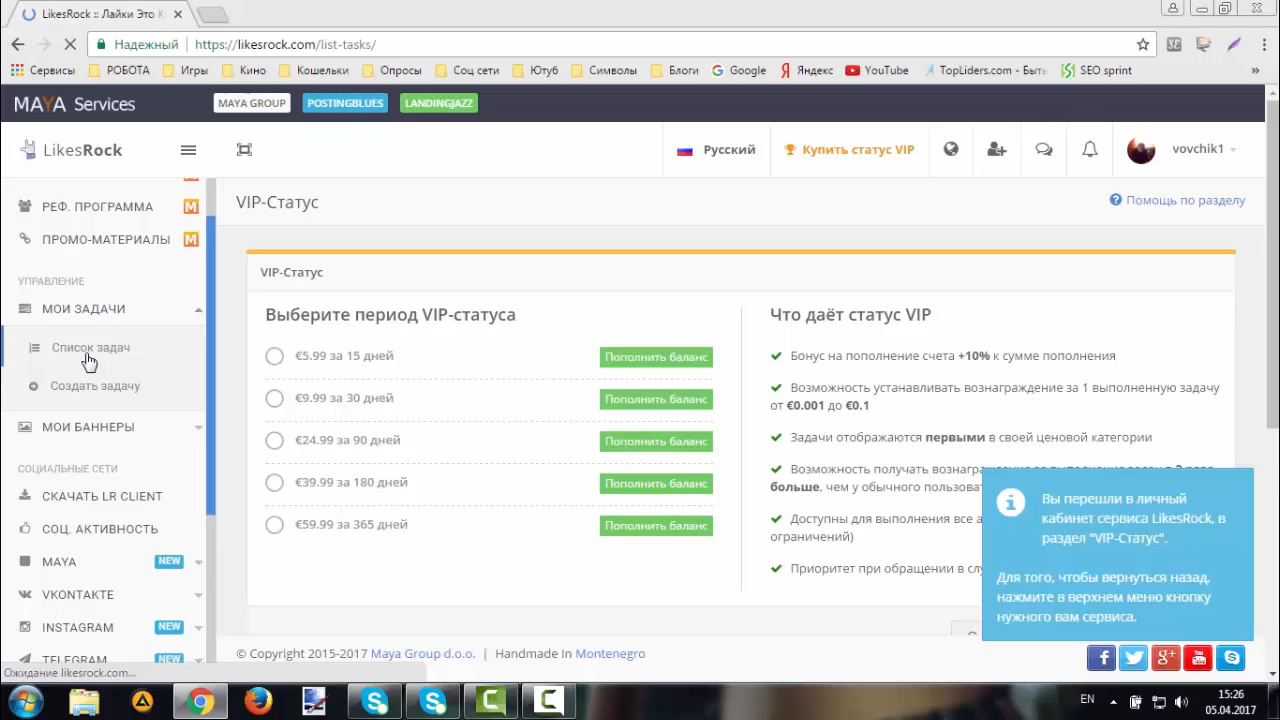 LikesRock :: Лайки Это К
Надежный
https://likesrock.com/list-tasks/
Сервисы РОБОТА Игры Кино Кошельки Опросы Соц сети Ютуб Символы Блоги Google Яндекс YouTube TopLiders.com - Быть SEO sprint »
MAYA Services
MAYA GROUP
POSTINGBLUES
LANDINGJAZZ
LikesRock
Русский
Купить статус VIP
vovchik1
РЕФ. ПРОГРАММА
ПРОМО-МАТЕРИАЛЫ
УПРАВЛЕНИЕ
МОИ ЗАДАЧИ
Список задач
Создать задачу
МОИ БАННЕРЫ
СОЦИАЛЬНЫЕ СЕТИ
СКАЧАТЬ LR CLIENT
СОЦ. АКТИВНОСТЬ
MAYA NEW
VKONTAKTE
INSTAGRAM NEW
TELEGRAM NEW
Ожидание likesrock.com...
VIP-Статус
Помощь по разделу
VIP-Статус
Выберите период VIP-статуса
€5.99 за 15 дней Пополнить баланс
€9.99 за 30 дней Пополнить баланс
€24.99 за 90 дней Пополнить баланс
€39.99 за 180 дней Пополнить баланс
€59.99 за 365 дней Пополнить баланс
Что даёт статус VIP
Бонус на пополнение счета +10% к сумме пополнения
Возможность устанавливать вознаграждение за 1 выполненную задачу
от €0.001 до €0.1
Задачи отображаются первыми в своей ценовой категории
Возможность получать вознаграждение
больше, чем у обычного
Доступны для выполнения все
ограничений)
Приоритет при обращении в
Вы перешли в личный
кабинет сервиса LikesRock, в
раздел "VIP-Статус".
Для того, чтобы вернуться назад,
нажмите в верхнем меню кнопку
нужного вам сервиса.
© Copyright 2015-2017 Maya Group d.o.o. | Handmade In Montenegro
EN
15:26
05.04.2017